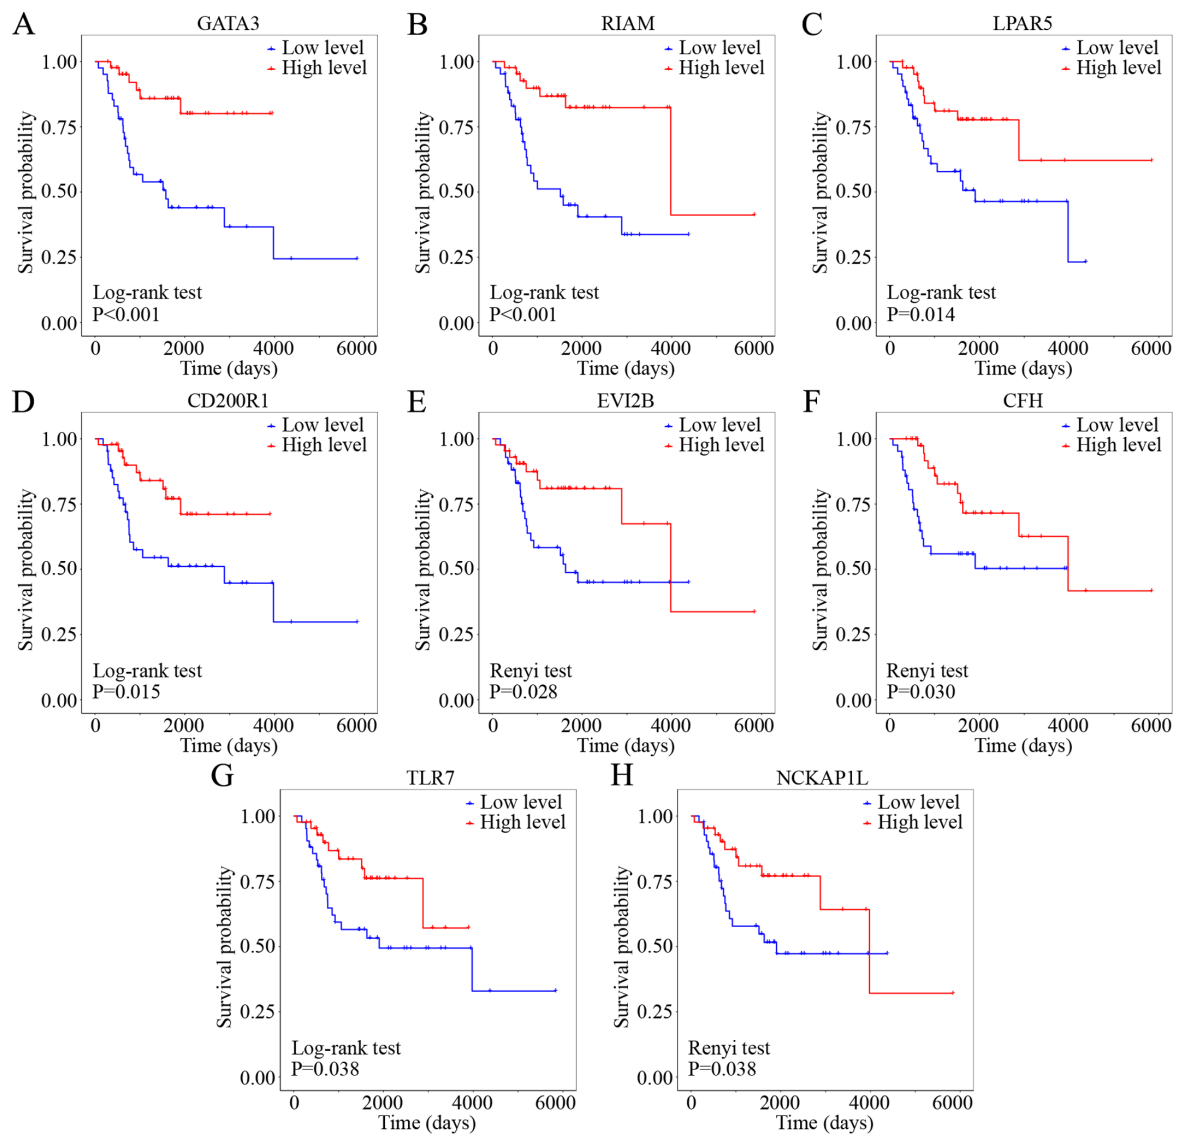 A
GATA3
Low level
High level
1.00
0.75
0.50
0.25
0.00
Survival probability
Log-rank test
P<0.001
0 2000 4000 6000
Time (days)
B
RIAM
Low level
High level
1.00
0.75
0.50
0.25
0.00
Survival probability
Log-rank test
P<0.001
0 2000 4000 6000
Time (days)
C
LPAR5
Low level
High level
1.00
0.75
0.50
0.25
0.00
Survival probability
Log-rank test
P=0.014
0 2000 4000 6000
Time (days)
D
CD200R1
Low level
High level
1.00
0.75
0.50
0.25
0.00
Survival probability
Log-rank test
P=0.015
0 2000 4000 6000
Time (days)
E
EVI2B
Low level
High level
1.00
0.75
0.50
0.25
0.00
Survival probability
Renyi test
P=0.028
0 2000 4000 6000
Time (days)
F
CFH
Low level
High level
1.00
0.75
0.50
0.25
0.00
Survival probability
Renyi test
P=0.030
0 2000 4000 6000
Time (days)
G
TLR7
Low level
High level
1.00
0.75
0.50
0.25
0.00
Survival probability
Log-rank test
P=0.038
0 2000 4000 6000
Time (days)
H
NCKAP1L
Low level
High level
1.00
0.75
0.50
0.25
0.00
Survival probability
Renyi test
P=0.038
0 2000 4000 6000
Time (days)